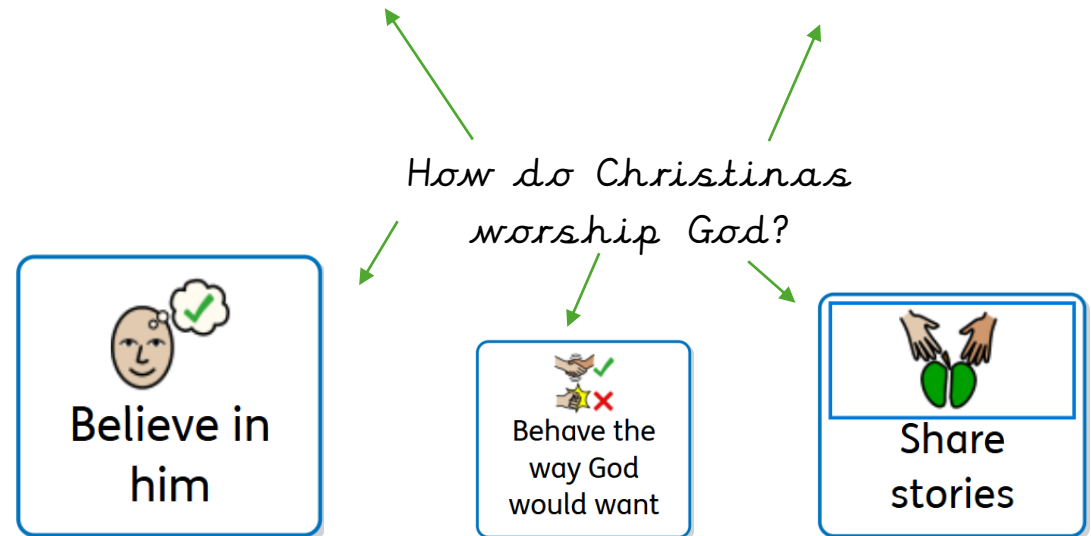 How do Christinas
worship God?
Believe in
him
Behave the
way God
would want
Share
stories